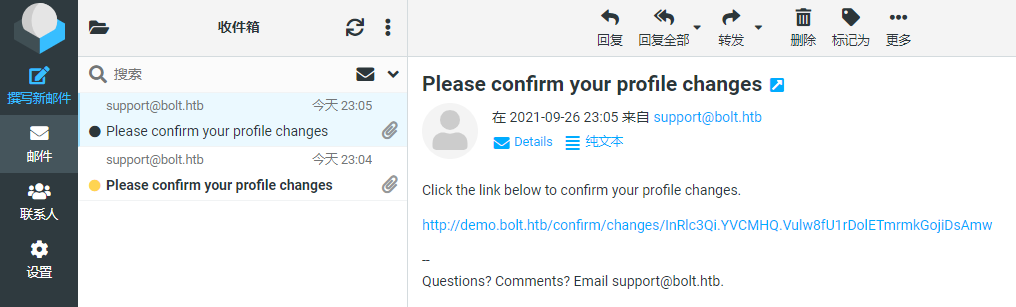 撰写新邮件
邮件
联系人
设置
收件箱
搜索
support@bolt.htb 今天 23:05
Please confirm your profile changes
support@bolt.htb 今天 23:04
Please confirm your profile changes
回复 回复全部 转发 删除 标记为 更多
Please confirm your profile changes
在 2021-09-26 23:05 来自 support@bolt.htb
Details 纯文本
Click the link below to confirm your profile changes.
http://demo.bolt.htb/confirm/changes/InRlc3Qi.YVCMHQ.Vulw8fU1rDolETmrmkGojiDsAmw
--
Questions? Comments? Email support@bolt.htb.